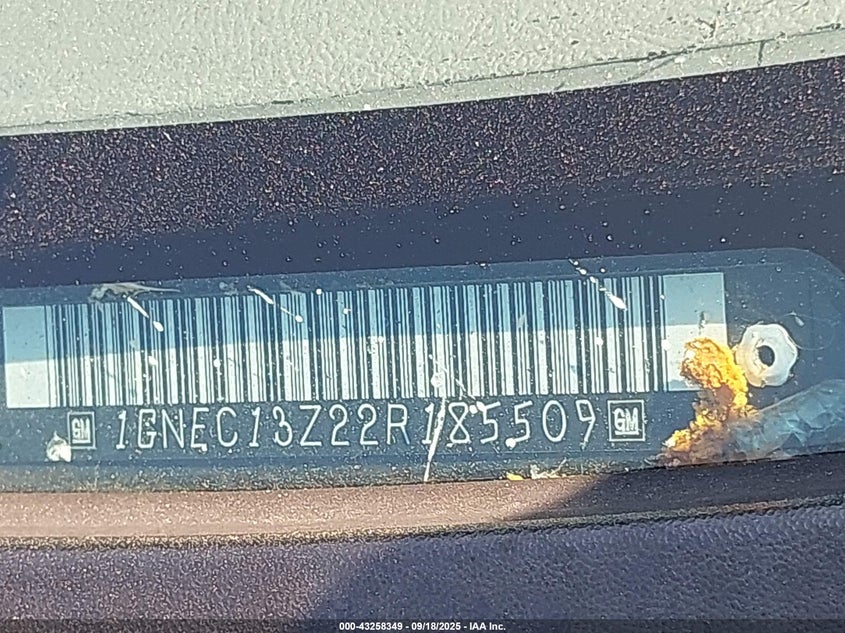 GM 1GNEC13Z22R185509 GM
000-43258349 - 09/18/2025 - IAA Inc.